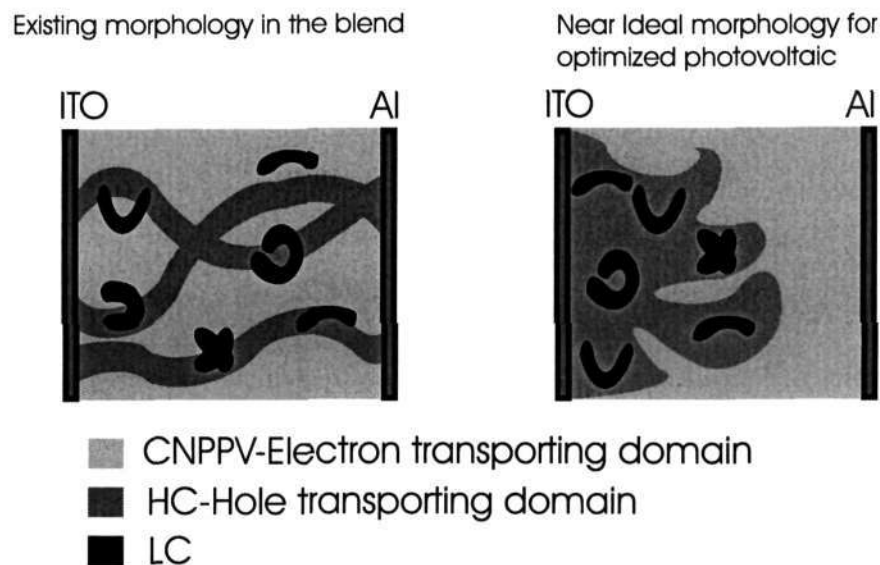 Existing morphology in the blend
Near Ideal morphology for
optimized photovoltaic
ITO
Al
ITO
Al
CNPPV-Electron transporting domain
HC-Hole transporting domain
LC